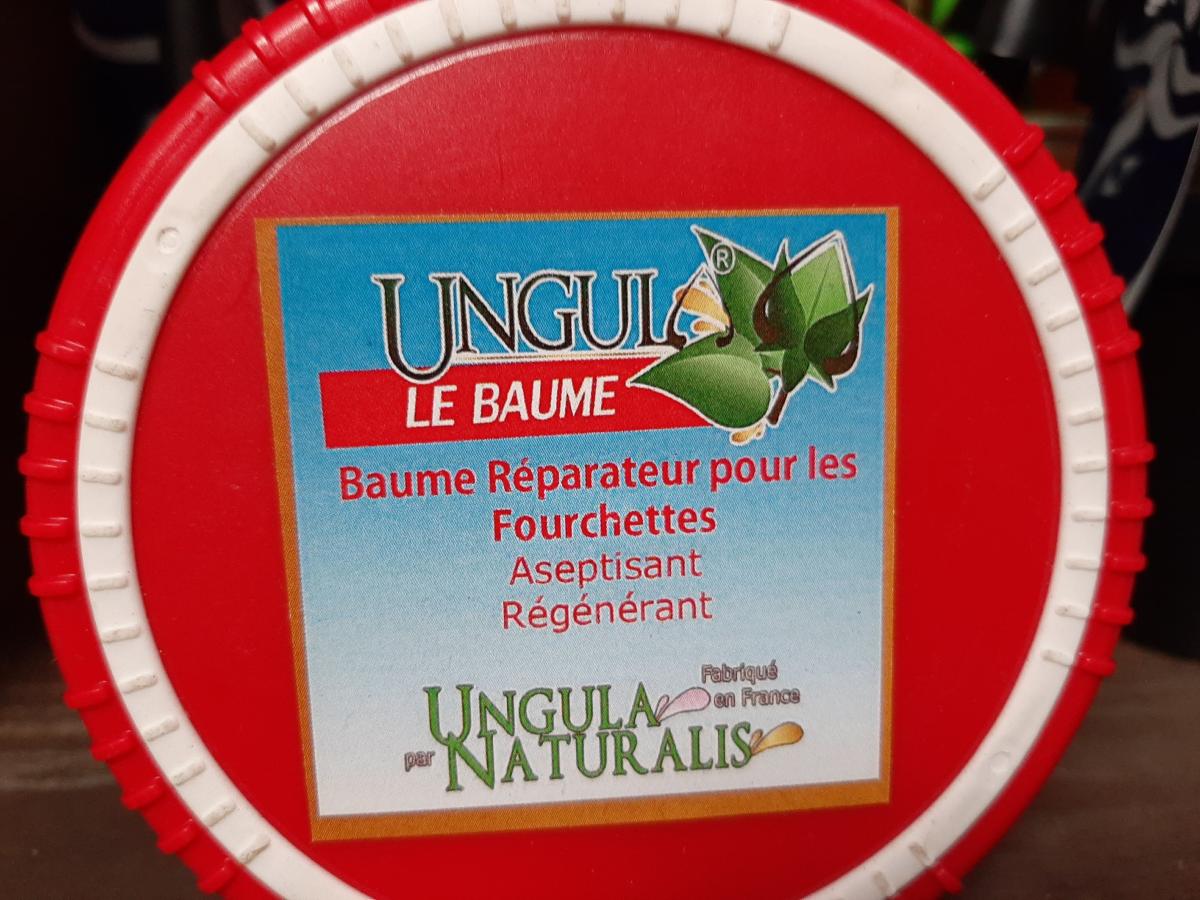 UNGULA®
LE BAUME
Baume Réparateur pour les
Fourchettes
Aseptisant
Régénérant
Fabriqué
en France
UNGULA
par NATURALIS